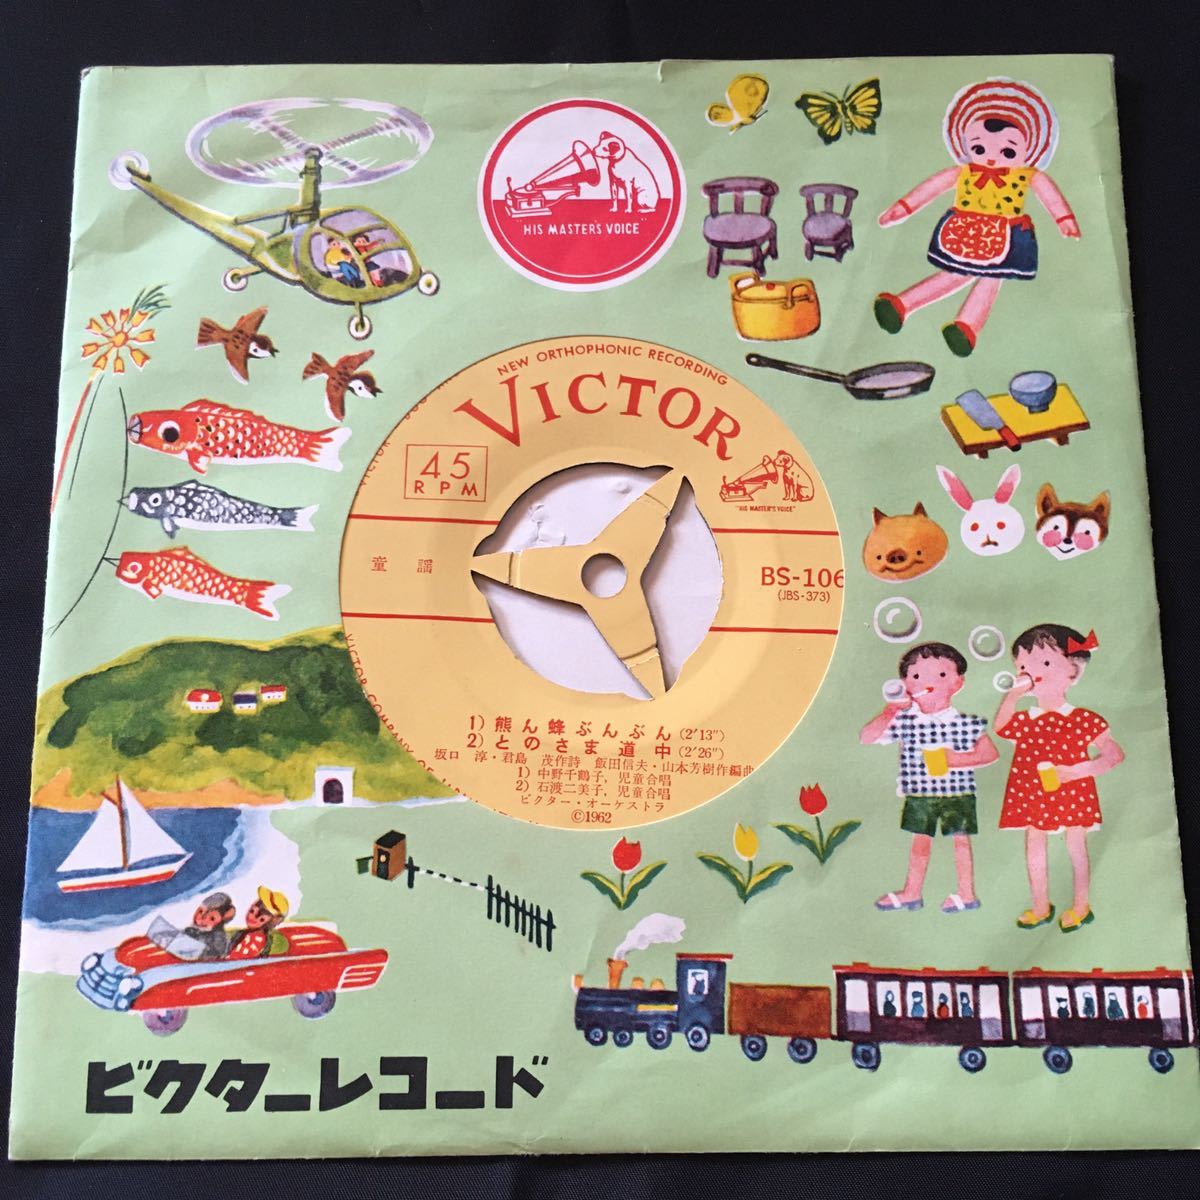 "HIS MASTER'S VOICE"
NEW ORTHOPHONIC RECORDING
VICTOR
45
RPM
"HIS MASTER'S VOICE"
童謡
BS-106
(JBS-373)
1) 熊ん蜂ぶんぶん (2'13")
2) とのさま道中 (2'26")
坂口 淳・君島 茂作詩 飯田信夫・山本芳樹作編曲
1) 中野千鶴子, 児童合唱
2) 石渡二美子, 児童合唱
ビクター・オーケストラ
©1962
VICTOR COMPANY OF
ビクターレコード